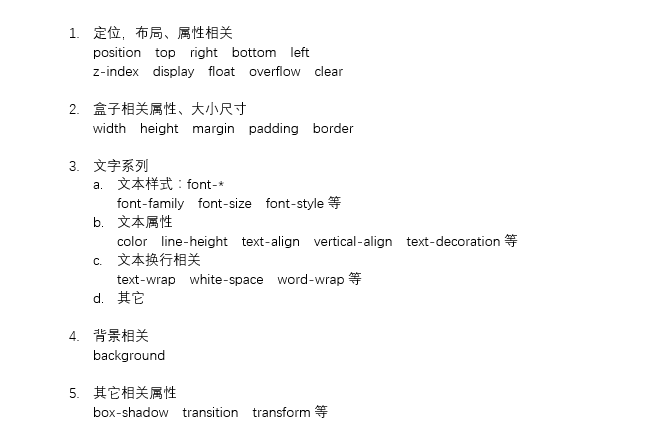 1. 定位，布局、属性相关
position top right bottom left
z-index display float overflow clear
2. 盒子相关属性、大小尺寸
width height margin padding border
3. 文字系列
a. 文本样式：font-*
font-family font-size font-style 等
b. 文本属性
color line-height text-align vertical-align text-decoration 等
c. 文本换行相关
text-wrap white-space word-wrap 等
d. 其它
4. 背景相关
background
5. 其它相关属性
box-shadow transition transform 等